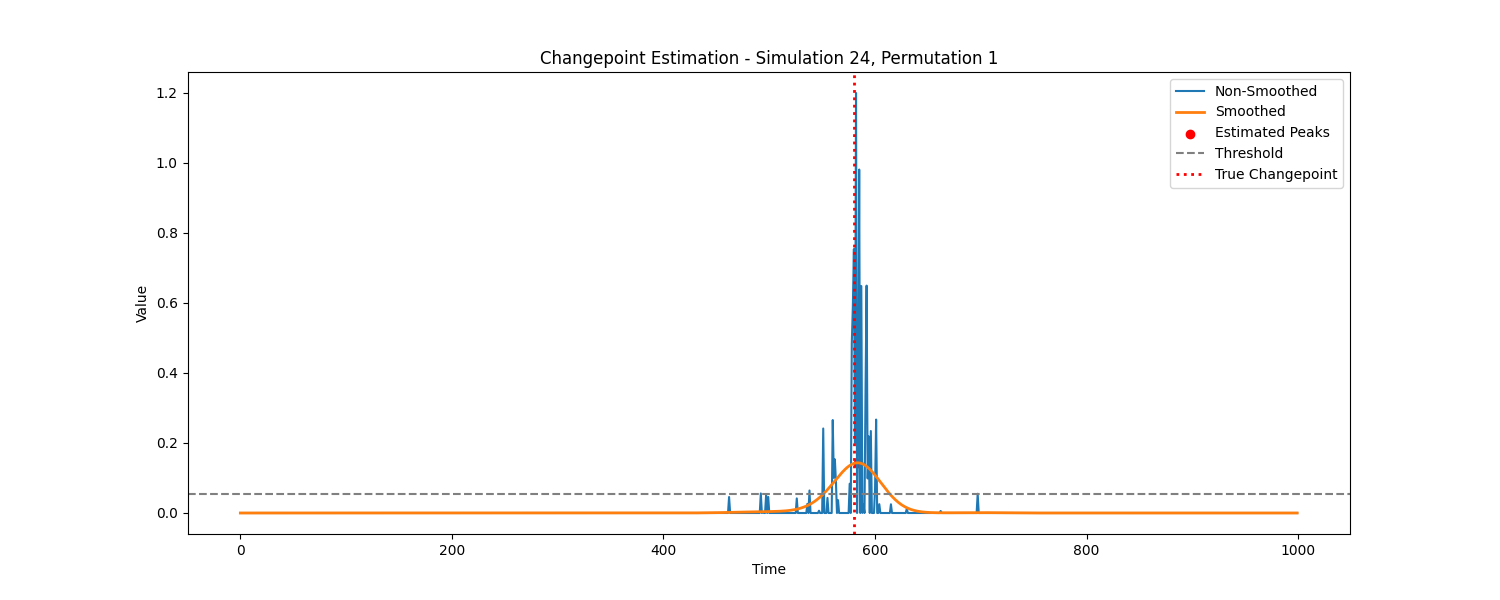 Changepoint Estimation - Simulation 24, Permutation 1
1.2
1.0
0.8
0.6
0.4
0.2
0.0
Value
Non-Smoothed
Smoothed
Estimated Peaks
Threshold
True Changepoint
0 200 400 600 800 1000
Time